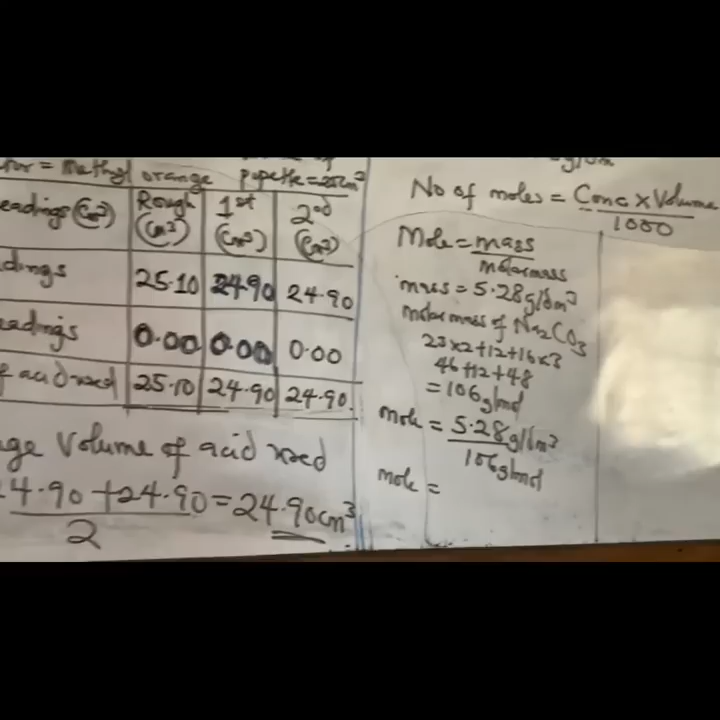 = Methyl orange pipette = 25cm³
eadings (cm³) Rough (cm³) 1st (cm³) 2nd (cm³)
dings 25.10 24.90 24.90
eadings 0.00 0.00 0.00
f acid used 25.10 24.90 24.90
ge Volume of acid used
4.90 + 24.90 = 24.90cm³
2
No of moles = Conc x Volume
1000
Mole = mass
molar mass
mass = 5.28g/dm³
molar mass of Na₂CO₃
23x2+12+16x3
46+12+48
= 106g/mol
mole = 5.28g/dm³
106g/mol
mole =